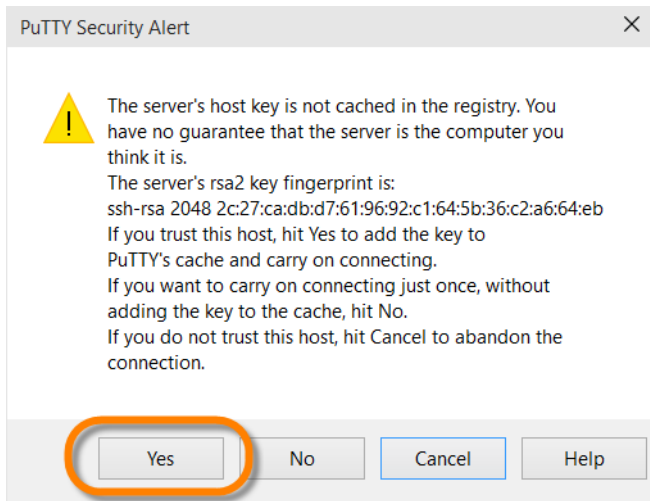 PuTTY Security Alert
The server's host key is not cached in the registry. You
have no guarantee that the server is the computer you
think it is.
The server's rsa2 key fingerprint is:
ssh-rsa 2048 2c:27:ca:db:d7:61:96:92:c1:64:5b:36:c2:a6:64:eb
If you trust this host, hit Yes to add the key to
PuTTY's cache and carry on connecting.
If you want to carry on connecting just once, without
adding the key to the cache, hit No.
If you do not trust this host, hit Cancel to abandon the
connection.
Yes No Cancel Help